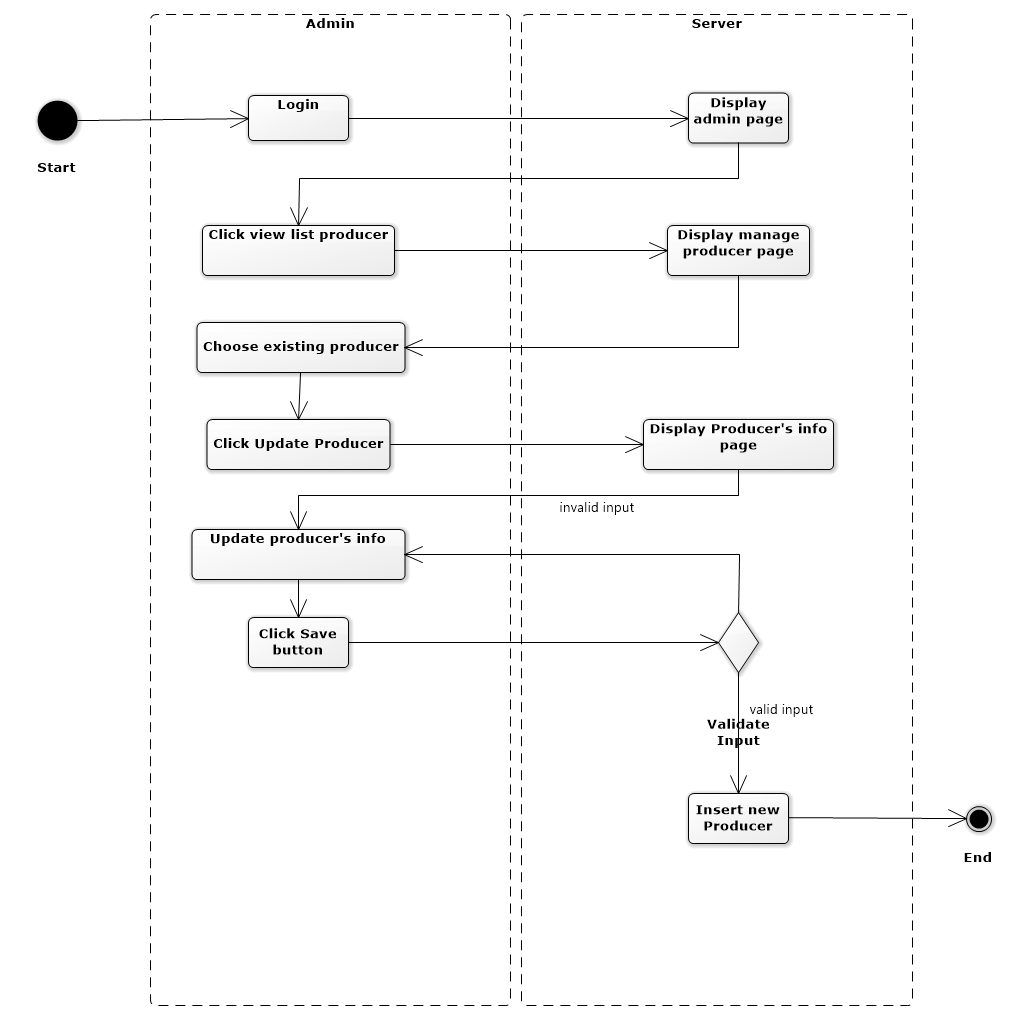 Admin
Server
Login
Display
admin page
Start
Click view list producer
Display manage
producer page
Choose existing producer
Click Update Producer
Display Producer's info
page
invalid input
Update producer's info
Click Save
button
valid input
Validate
Input
Insert new
Producer
End